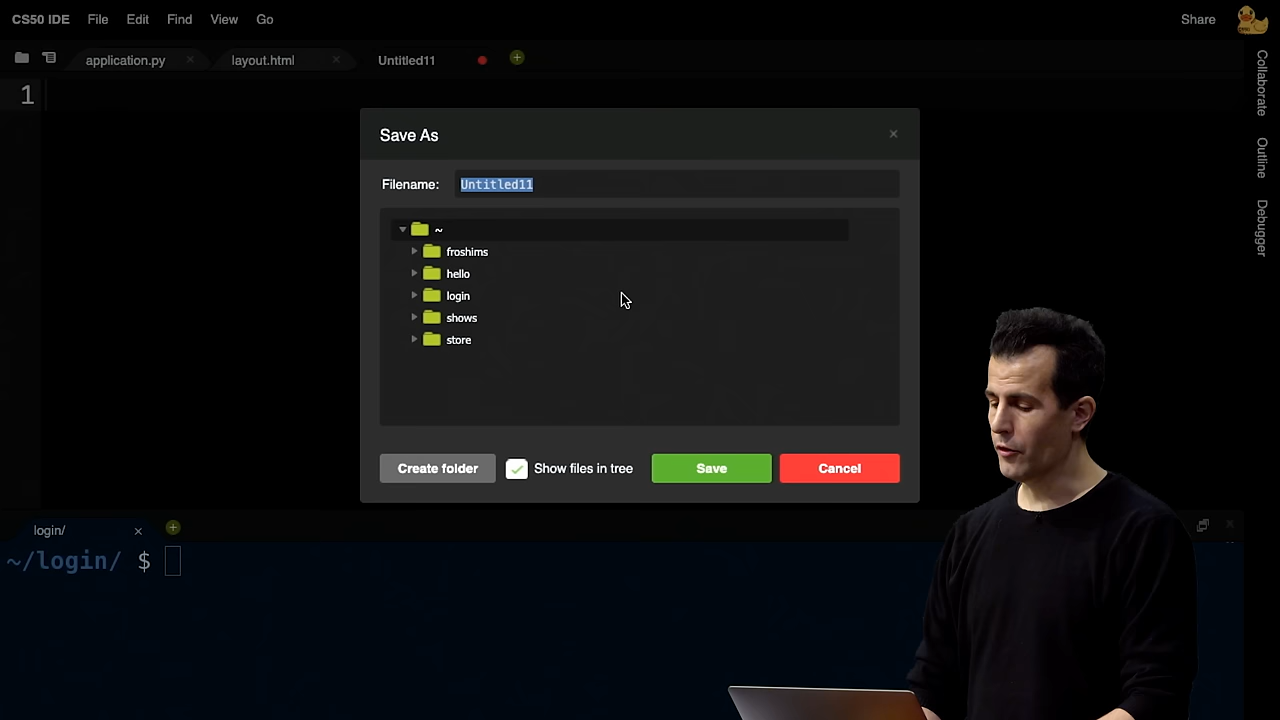 CS50 IDE File Edit Find View Go Share
application.py layout.html Untitled11
1
Save As
Filename: Untitled11
~
froshims
hello
login
shows
store
Create folder Show files in tree Save Cancel
Collaborate
Outline
Debugger
login/
~/login/ $